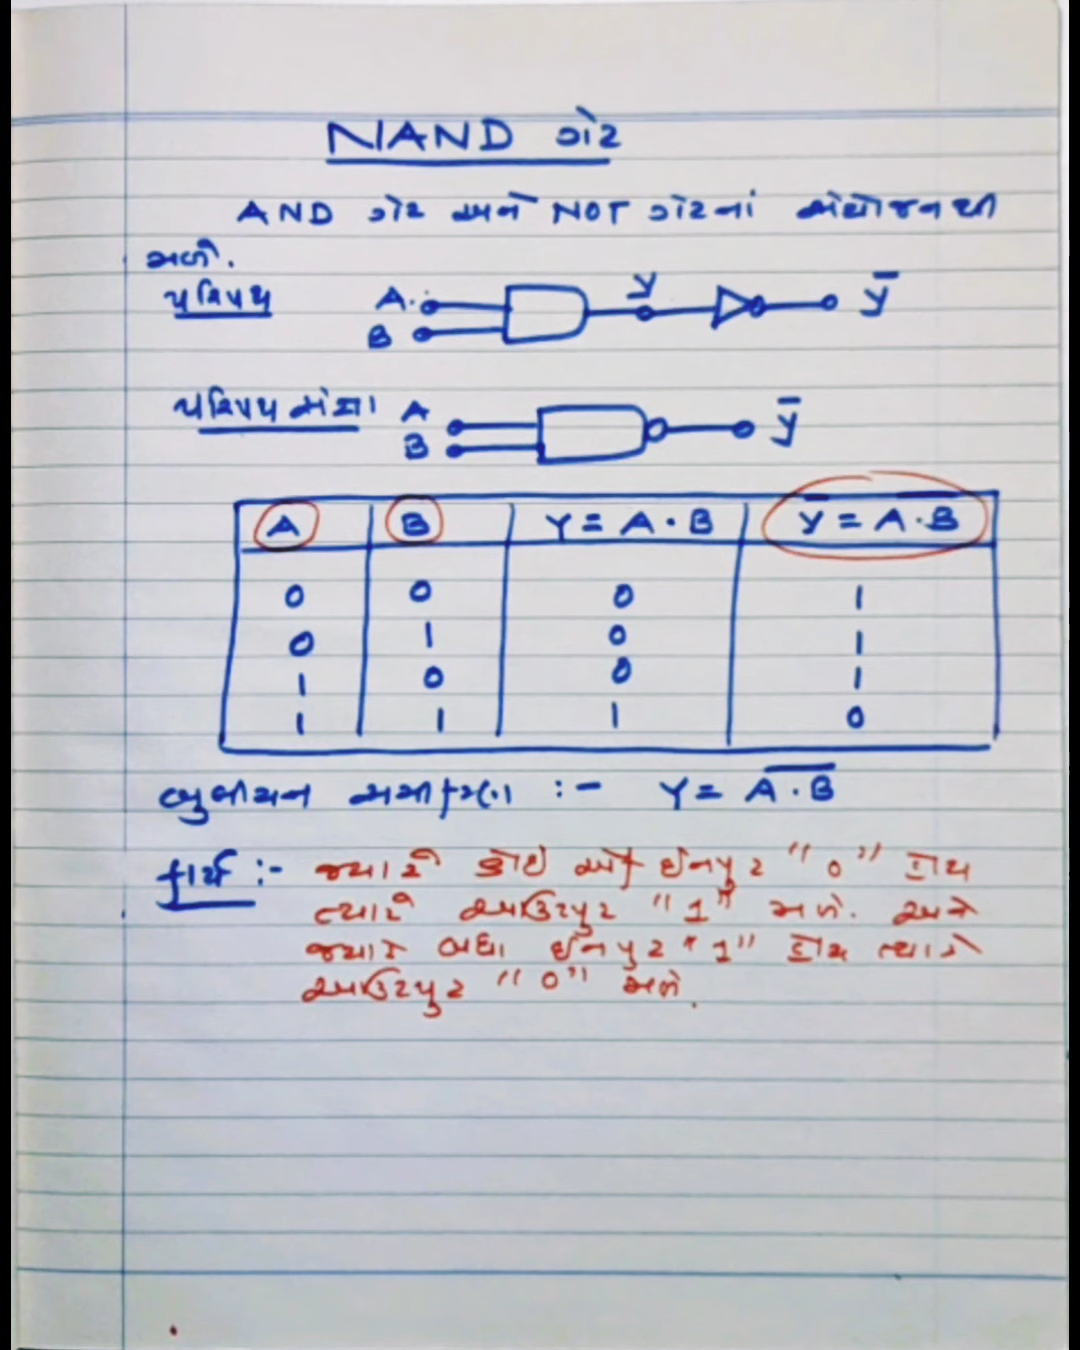 NAND ગેટ
AND ગેટ અને NOT ગેટનાં સંયોજનથી
મળે.
પરિપથ A. B Y Y̅
પરિપથ સંજ્ઞા A B Y̅
A B Y = A · B Y̅ = A̅ ·̅ B̅
0 0 0 1
0 1 0 1
1 0 0 1
1 1 1 0
બુલીયન સમીકરણ :- Y = A̅ ·̅ B̅
કાર્ય :- જ્યારે કોઇ એક ઇનપુટ "0" હોય
ત્યારે આઉટપુટ "1" મળે. અને
જ્યારે બધા ઇનપુટ "1" હોય ત્યારે
આઉટપુટ "0" મળે.